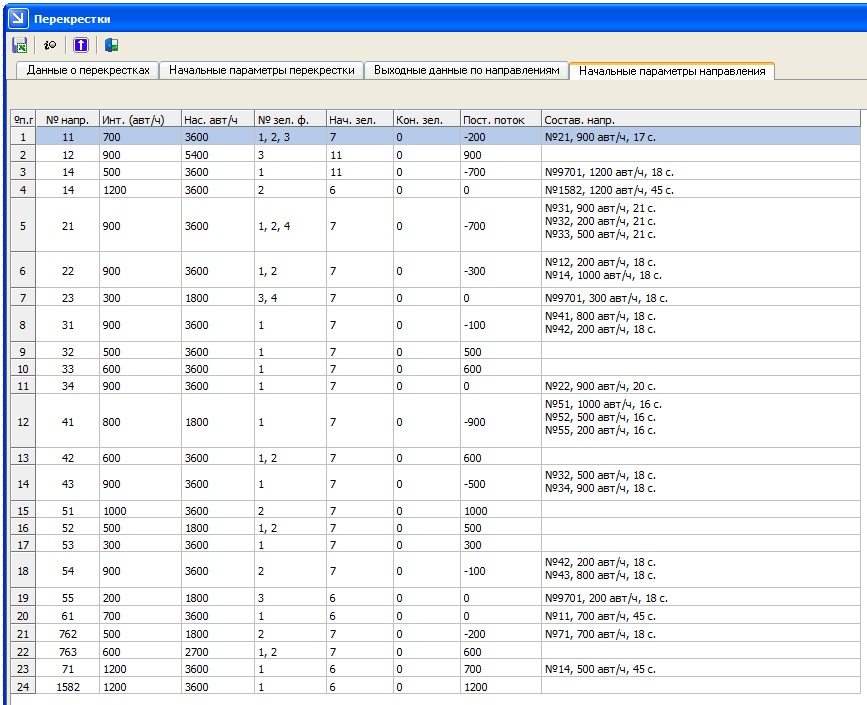 Перекрестки
Данные о перекрестках Начальные параметры перекрестки Выходные данные по направлениям Начальные параметры направления
№п.п № напр. Инт. (авт/ч) Нас. авт/ч № зел. ф. Нач. зел. Кон. зел. Пост. поток Состав. напр.
1 11 700 3600 1, 2, 3 7 0 -200 №21, 900 авт/ч, 17 с.
2 12 900 5400 3 11 0 900
3 14 500 3600 1 11 0 -700 №9701, 1200 авт/ч, 18 с.
4 14 1200 3600 2 6 0 0 №1582, 1200 авт/ч, 45 с.
5 21 900 3600 1, 2, 4 7 0 -700 №31, 900 авт/ч, 21 с.
№32, 200 авт/ч, 21 с.
№33, 500 авт/ч, 21 с.
6 22 900 3600 1, 2 7 0 -300 №12, 200 авт/ч, 18 с.
№14, 1000 авт/ч, 18 с.
7 23 300 1800 3, 4 7 0 0 №9701, 300 авт/ч, 18 с.
8 31 900 3600 1 7 0 -100 №41, 800 авт/ч, 18 с.
№42, 200 авт/ч, 18 с.
9 32 500 3600 1 7 0 500
10 33 600 3600 1 7 0 600
11 34 900 3600 1 7 0 0 №22, 900 авт/ч, 20 с.
12 41 800 1800 1 7 0 -900 №51, 1000 авт/ч, 16 с.
№52, 500 авт/ч, 16 с.
№55, 200 авт/ч, 16 с.
13 42 600 3600 1, 2 7 0 600
14 43 900 3600 1 7 0 -500 №32, 500 авт/ч, 18 с.
№34, 900 авт/ч, 18 с.
15 51 1000 3600 2 7 0 1000
16 52 500 1800 1, 2 7 0 500
17 53 300 3600 1 7 0 300
18 54 900 3600 2 7 0 -100 №42, 200 авт/ч, 18 с.
№43, 800 авт/ч, 18 с.
19 55 200 1800 3 6 0 0 №9701, 200 авт/ч, 18 с.
20 61 700 3600 1 6 0 0 №11, 700 авт/ч, 45 с.
21 762 500 1800 2 7 0 -200 №71, 700 авт/ч, 18 с.
22 763 600 2700 1, 2 7 0 600
23 71 1200 3600 1 6 0 700 №14, 500 авт/ч, 45 с.
24 1582 1200 3600 1 6 0 1200